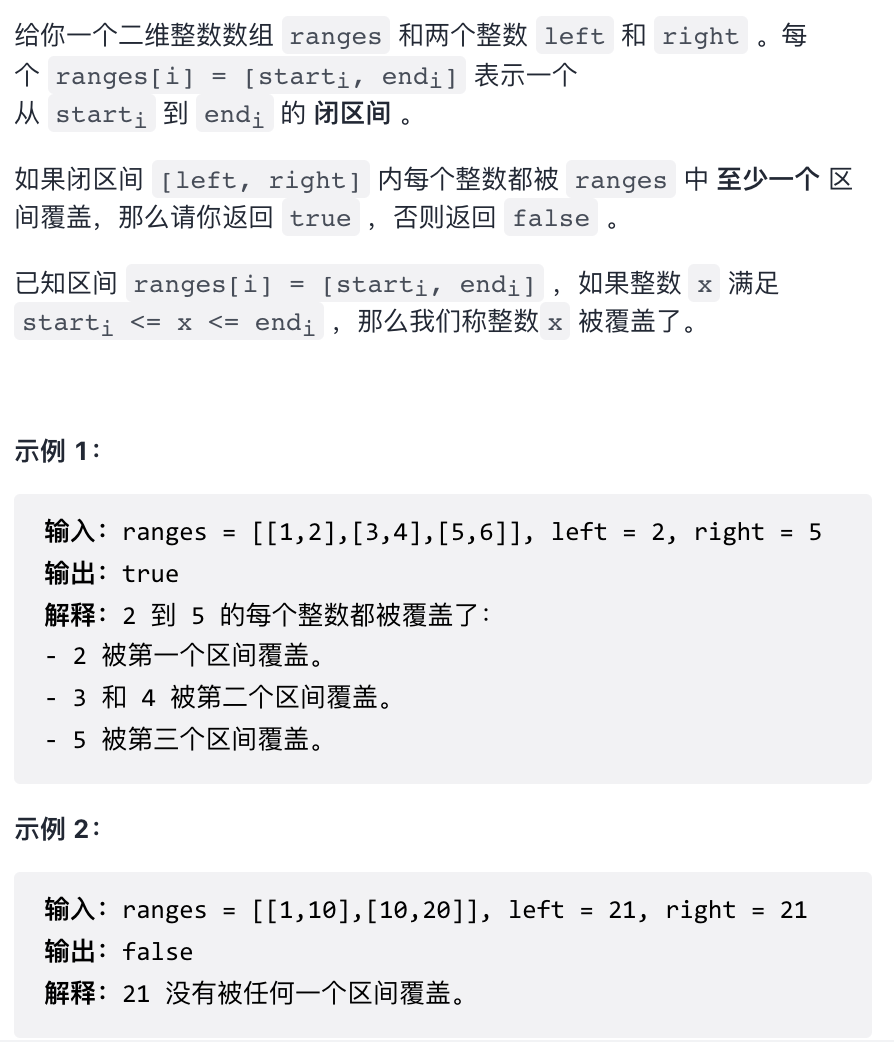 给你一个二维整数数组 ranges 和两个整数 left 和 right 。每
个 ranges[i] = [starti, endi] 表示一个
从 starti 到 endi 的 闭区间 。
如果闭区间 [left, right] 内每个整数都被 ranges 中 至少一个 区
间覆盖，那么请你返回 true ，否则返回 false 。
已知区间 ranges[i] = [starti, endi] ，如果整数 x 满足
starti <= x <= endi ，那么我们称整数x 被覆盖了。
示例 1：
输入：ranges = [[1,2],[3,4],[5,6]], left = 2, right = 5
输出：true
解释：2 到 5 的每个整数都被覆盖了：
- 2 被第一个区间覆盖。
- 3 和 4 被第二个区间覆盖。
- 5 被第三个区间覆盖。
示例 2：
输入：ranges = [[1,10],[10,20]], left = 21, right = 21
输出：false
解释：21 没有被任何一个区间覆盖。